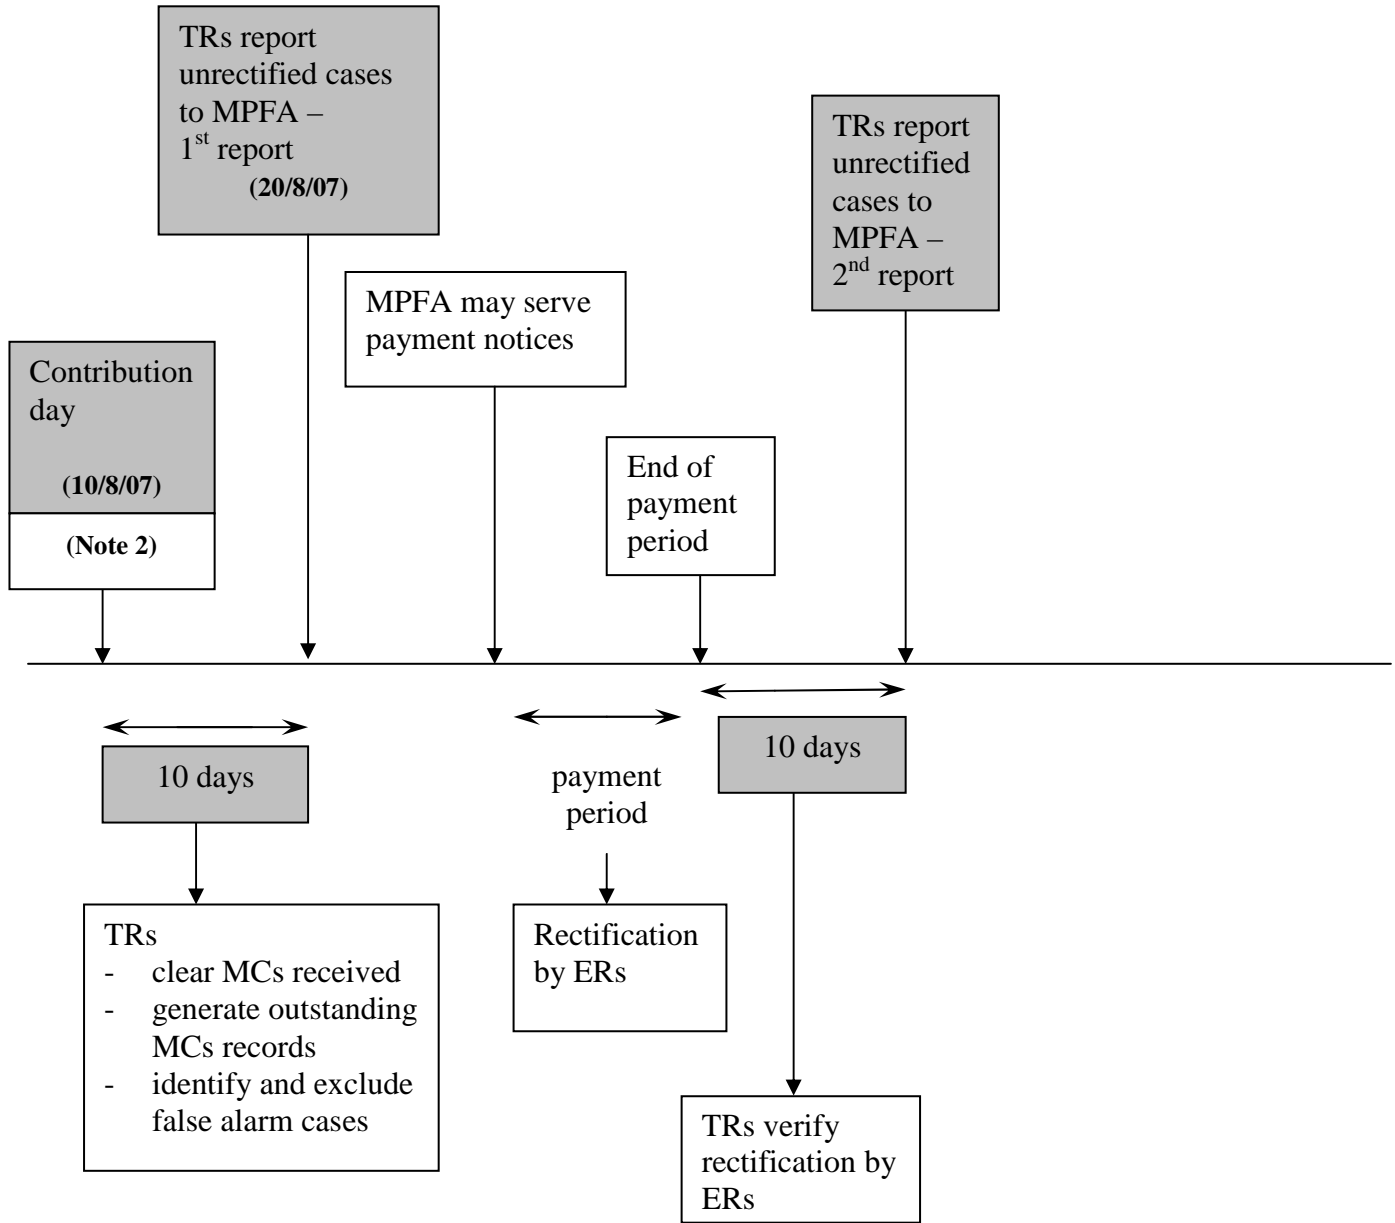 TRs report
unrectified cases
to MPFA –
1st report
(20/8/07)
TRs report
unrectified
cases to
MPFA –
2nd report
MPFA may serve
payment notices
Contribution
day
(10/8/07)
(Note 2)
End of
payment
period
10 days
payment
period
10 days
TRs
- clear MCs received
- generate outstanding
MCs records
- identify and exclude
false alarm cases
Rectification
by ERs
TRs verify
rectification by
ERs